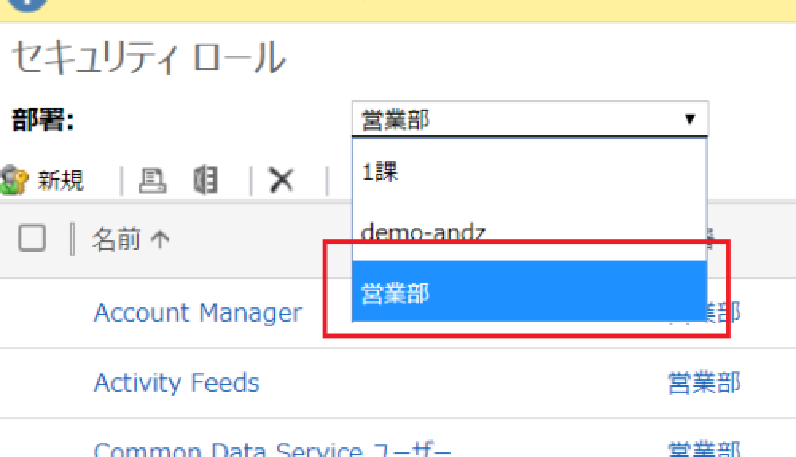 セキュリティ ロール
部署:
営業部
1課
demo-andz
営業部
新規
名前
Account Manager
営業部
Activity Feeds
営業部
Common Data Service ユーザー
営業部